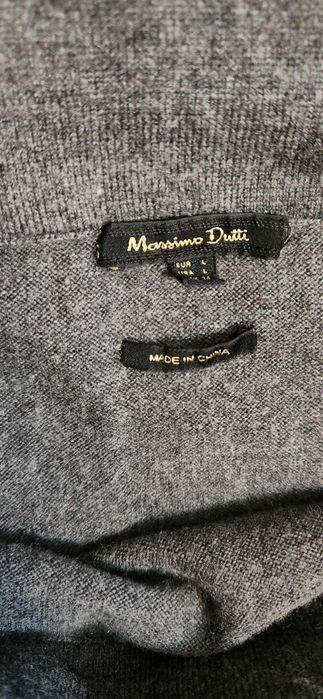 Massimo Dutti
EUR L
USA L
MADE IN CHINA